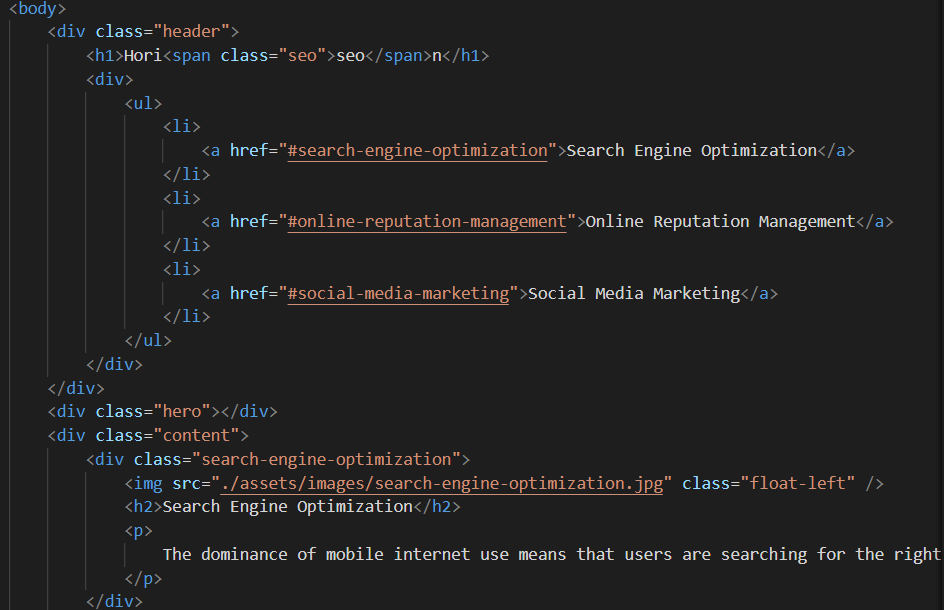 <body>
<div class="header">
<h1>Hori<span class="seo">seo</span>n</h1>
<div>
<ul>
<li>
<a href="#search-engine-optimization">Search Engine Optimization</a>
</li>
<li>
<a href="#online-reputation-management">Online Reputation Management</a>
</li>
<li>
<a href="#social-media-marketing">Social Media Marketing</a>
</li>
</ul>
</div>
</div>
<div class="hero"></div>
<div class="content">
<div class="search-engine-optimization">
<img src="./assets/images/search-engine-optimization.jpg" class="float-left" />
<h2>Search Engine Optimization</h2>
<p>
The dominance of mobile internet use means that users are searching for the right
</p>
</div>